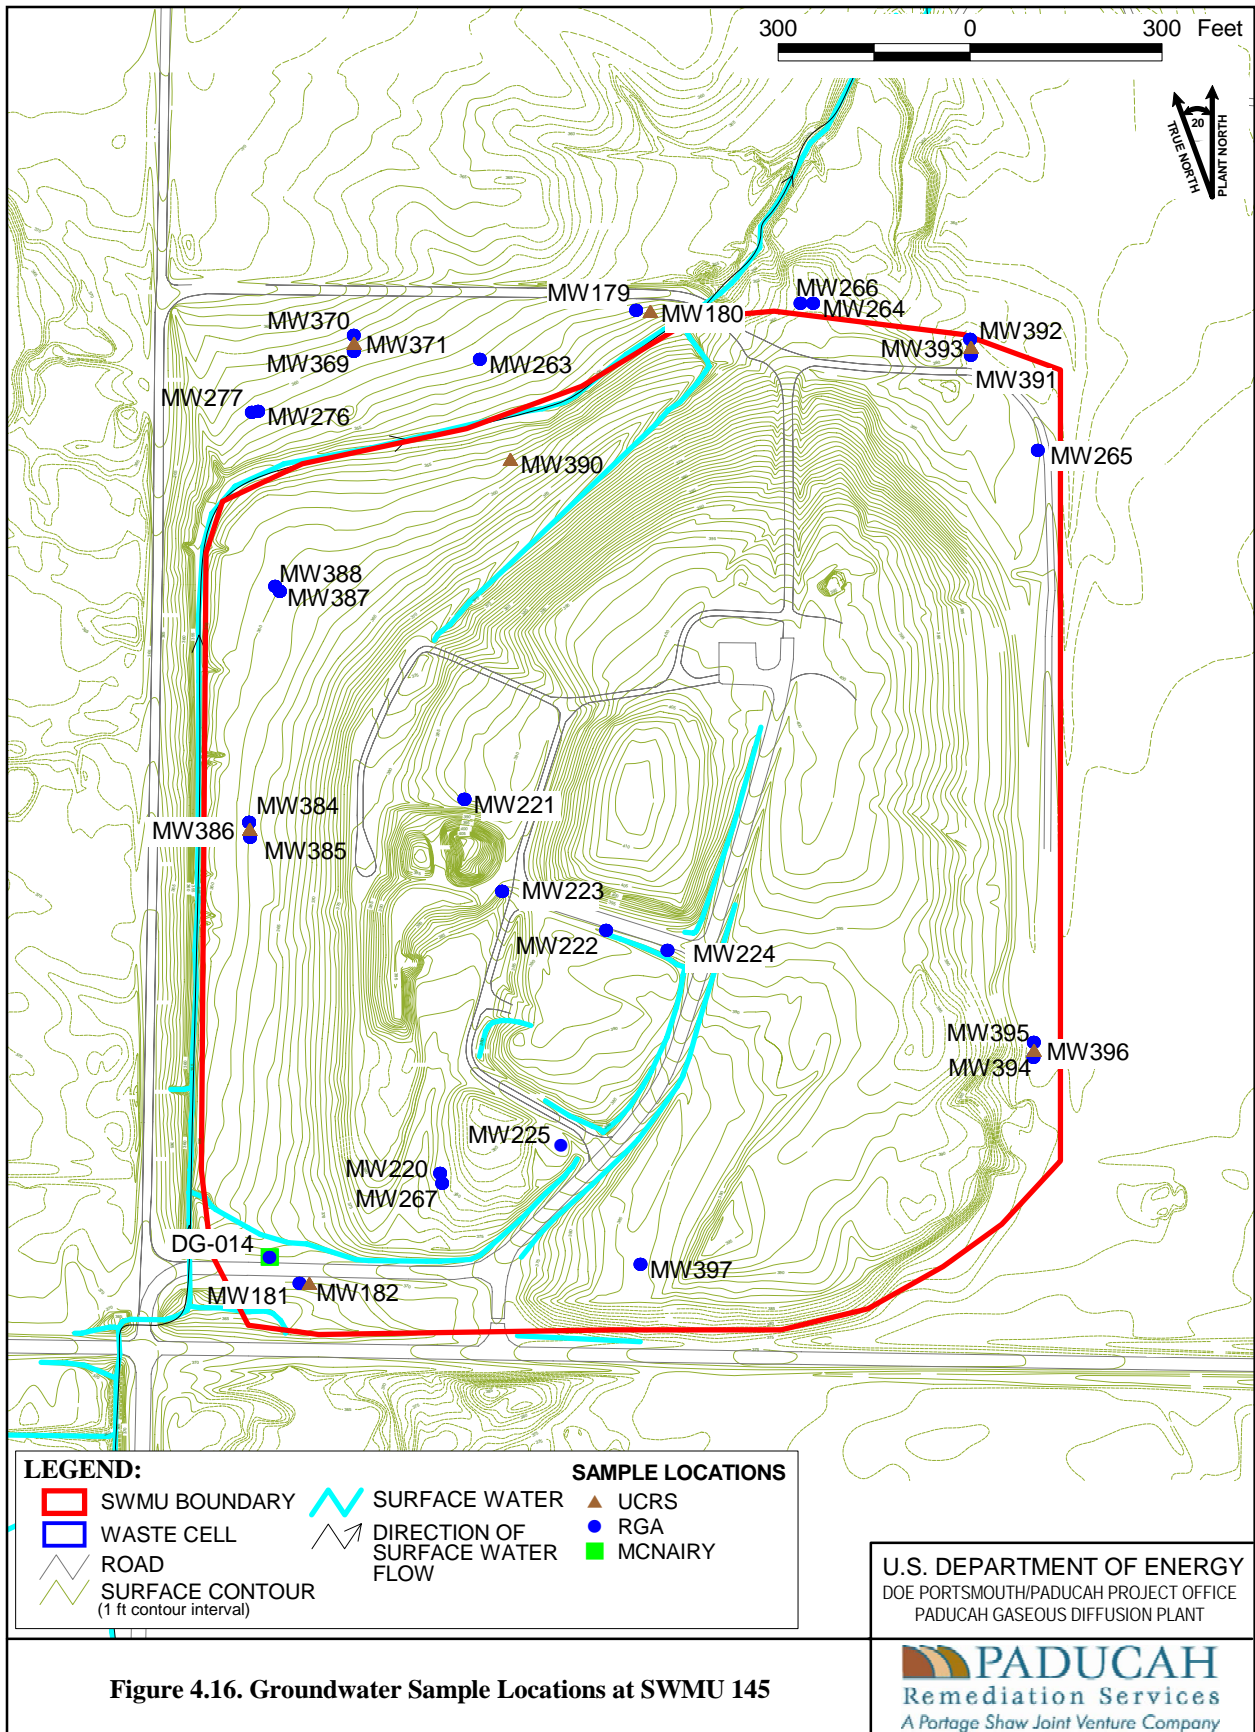 300 0 300 Feet
20
TRUE NORTH
PLANT NORTH
MW179
MW180
MW266
MW264
MW370
MW371
MW369
MW263
MW392
MW393
MW391
MW277
MW276
MW265
MW390
MW388
MW387
MW384
MW386
MW385
MW221
MW223
MW222
MW224
MW395
MW396
MW394
MW225
MW220
MW267
DG-014
MW181
MW182
MW397
LEGEND:
SWMU BOUNDARY
WASTE CELL
ROAD
SURFACE CONTOUR
(1 ft contour interval)
SURFACE WATER
DIRECTION OF
SURFACE WATER
FLOW
SAMPLE LOCATIONS
UCRS
RGA
MCNAIRY
U.S. DEPARTMENT OF ENERGY
DOE PORTSMOUTH/PADUCAH PROJECT OFFICE
PADUCAH GASEOUS DIFFUSION PLANT
Figure 4.16. Groundwater Sample Locations at SWMU 145
PADUCAH
Remediation Services
A Portage Shaw Joint Venture Company